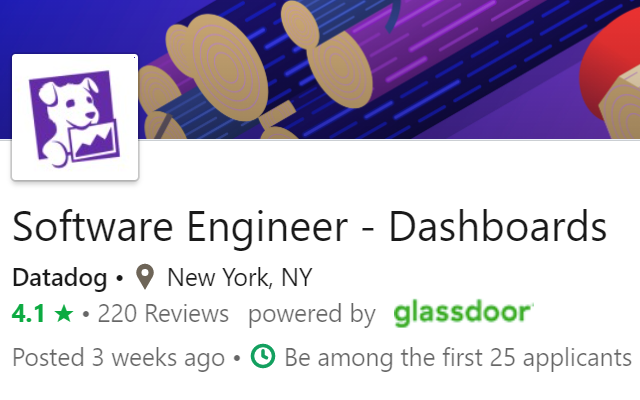 Software Engineer - Dashboards
Datadog • New York, NY
4.1 ★ • 220 Reviews powered by glassdoor
Posted 3 weeks ago • Be among the first 25 applicants